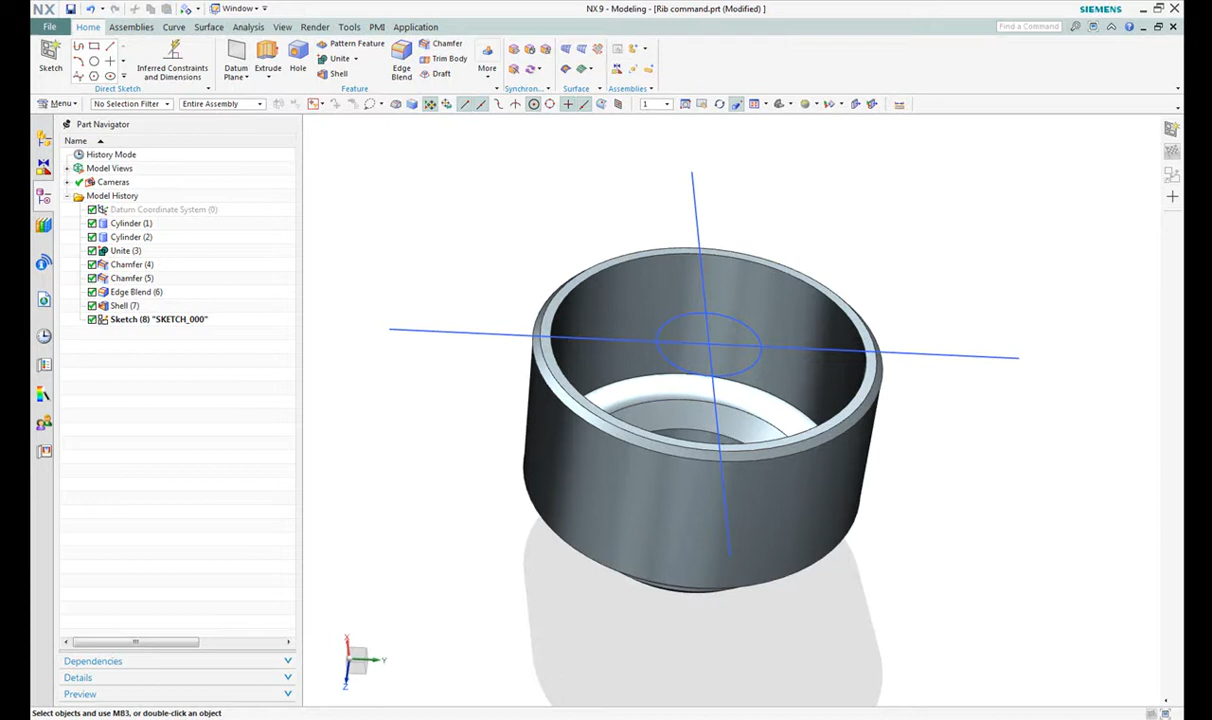 NX
Window
NX 9 - Modeling - [Rib command.prt (Modified) ]
SIEMENS
File
Home
Assemblies
Curve
Surface
Analysis
View
Render
Tools
PMI
Application
Find a Command
Sketch
Inferred Constraints
and Dimensions
Direct Sketch
Datum
Plane
Extrude
Hole
Pattern Feature
Unite
Shell
Edge
Blend
Chamfer
Trim Body
Draft
More
Feature
Synchron...
Surface
Assemblies
Menu
No Selection Filter
Entire Assembly
1
Part Navigator
Name
History Mode
Model Views
Cameras
Model History
Datum Coordinate System (0)
Cylinder (1)
Cylinder (2)
Unite (3)
Chamfer (4)
Chamfer (5)
Edge Blend (6)
Shell (7)
Sketch (8) "SKETCH_000"
X
Y
Z
Dependencies
Details
Preview
Select objects and use MB3, or double-click an object